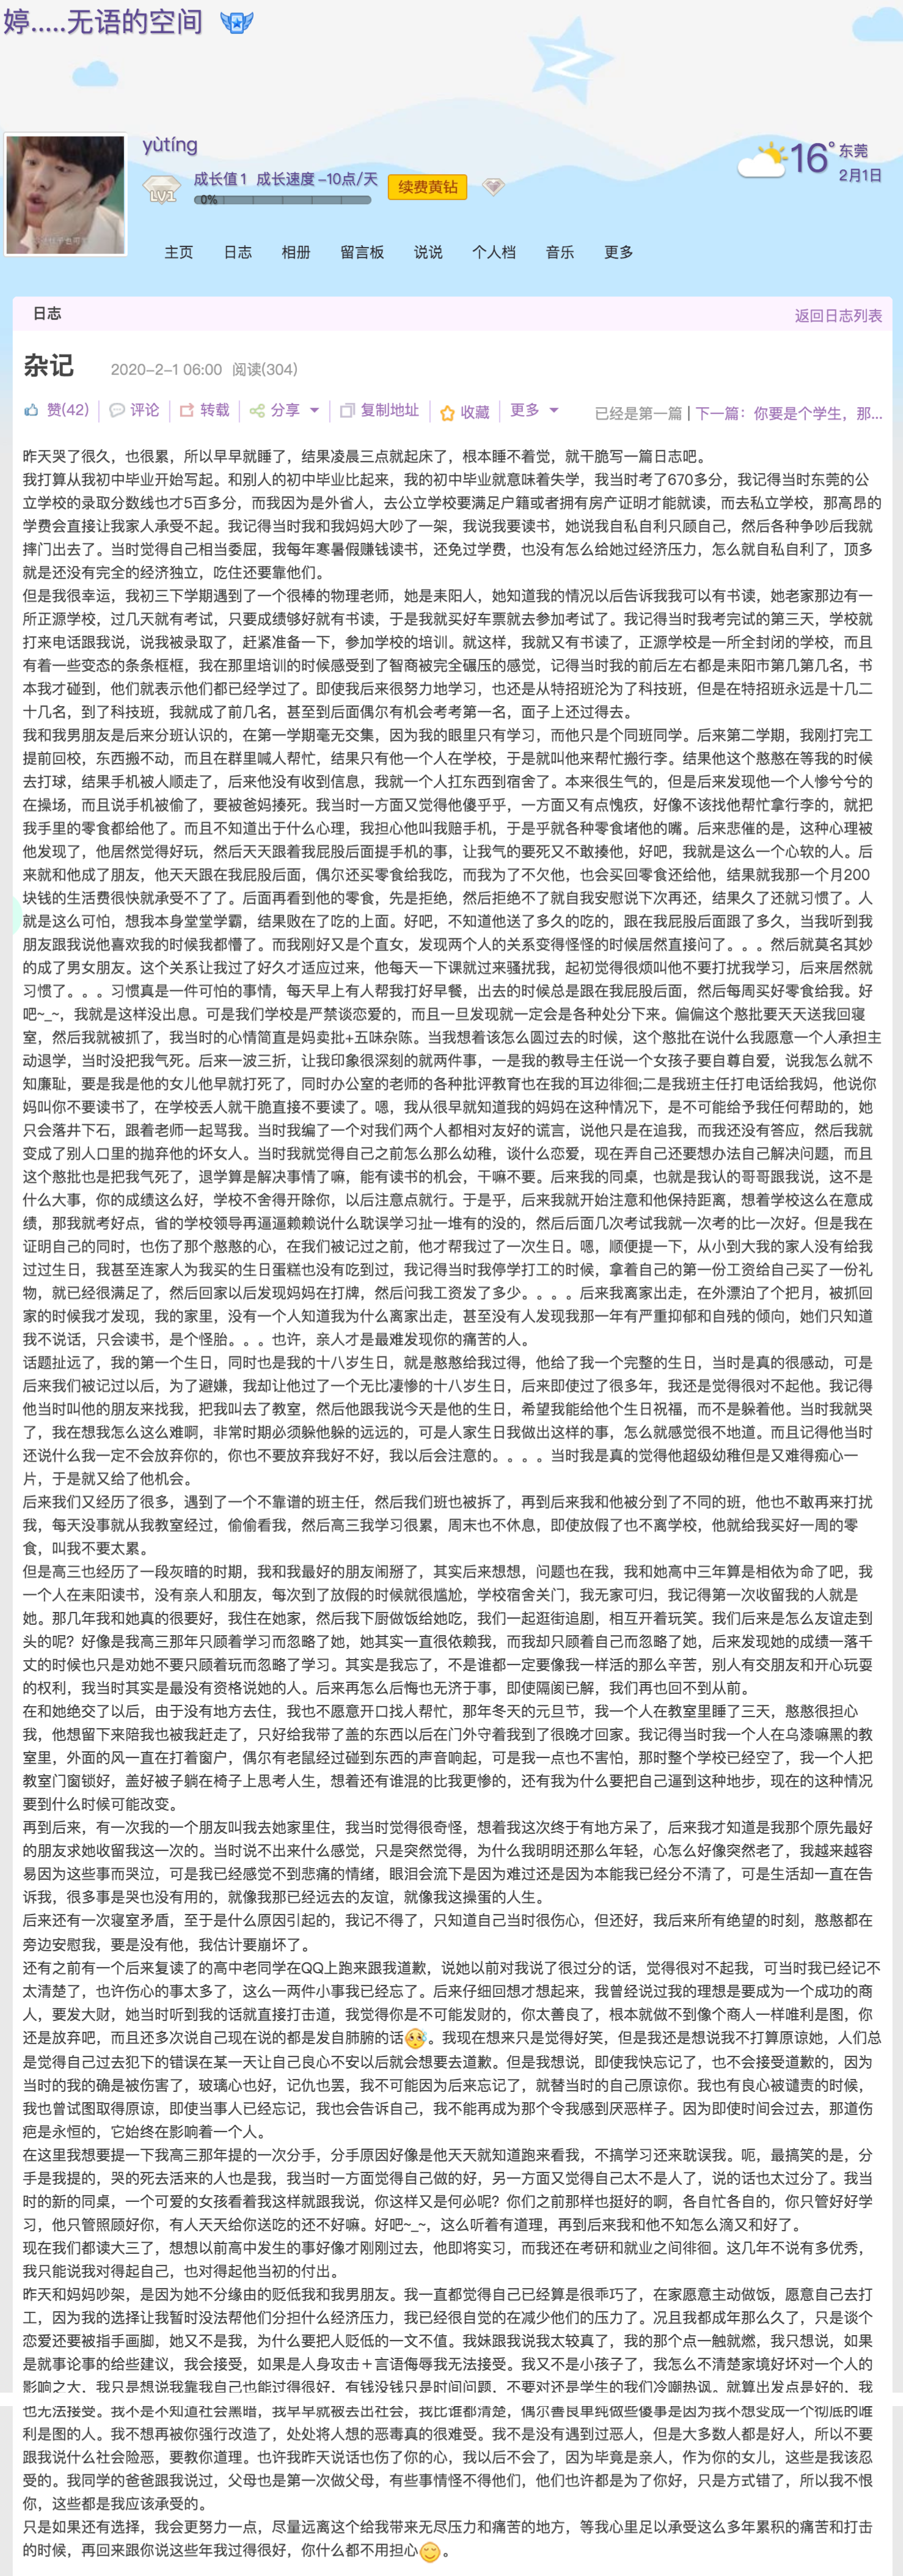 婷.....无语的空间
yùtíng
LV1
成长值1 成长速度 -10点/天
续费黄钻
0%
16°
东莞
2月1日
主页 日志 相册 留言板 说说 个人档 音乐 更多
日志
返回日志列表
杂记 2020-2-1 06:00 阅读(304)
赞(42) 评论 转载 分享 复制地址 收藏 更多
已经是第一篇 | 下一篇：你要是个学生，那...
昨天哭了很久，也很累，所以早早就睡了，结果凌晨三点就起床了，根本睡不着觉，就干脆写一篇日志吧。
我打算从我初中毕业开始写起。和别人的初中毕业比起来，我的初中毕业就意味着失学，我当时考了670多分，我记得当时东莞的公
立学校的录取分数线也才5百多分，而我因为是外省人，去公立学校要满足户籍或者拥有房产证明才能就读，而去私立学校，那高昂的
学费会直接让我家人承受不起。我记得当时我和我妈妈大吵了一架，我说我要读书，她说我自私自利只顾自己，然后各种争吵后我就
摔门出去了。当时觉得自己相当委屈，我每年寒暑假赚钱读书，还免过学费，也没有怎么给她过经济压力，怎么就自私自利了，顶多
就是还没有完全的经济独立，吃住还要靠他们。
但是我很幸运，我初三下学期遇到了一个很棒的物理老师，她是耒阳人，她知道我的情况以后告诉我我可以有书读，她老家那边有一
所正源学校，过几天就有考试，只要成绩够好就有书读，于是我就买好车票就去参加考试了。我记得当时我考完试的第三天，学校就
打来电话跟我说，说我被录取了，赶紧准备一下，参加学校的培训。就这样，我就又有书读了，正源学校是一所全封闭的学校，而且
有着一些变态的条条框框，我在那里培训的时候感受到了智商被完全碾压的感觉，记得当时我的前后左右都是耒阳市第几第几名，书
本我才碰到，他们就表示他们都已经学过了。即使我后来很努力地学习，也还是从特招班沦为了科技班，但是在特招班永远是十几二
十几名，到了科技班，我就成了前几名，甚至到后面偶尔有机会考考第一名，面子上还过得去。
我和我男朋友是后来分班认识的，在第一学期毫无交集，因为我的眼里只有学习，而他只是个同班同学。后来第二学期，我刚打完工
提前回校，东西搬不动，而且在群里喊人帮忙，结果只有他一个人在学校，于是就叫他来帮忙搬行李。结果他这个憨憨在等我的时候
去打球，结果手机被人顺走了，后来他没有收到信息，我就一个人扛东西到宿舍了。本来很生气的，但是后来发现他一个人惨兮兮的
在操场，而且说手机被偷了，要被爸妈揍死。我当时一方面又觉得他傻乎乎，一方面又有点愧疚，好像不该找他帮忙拿行李的，就把
我手里的零食都给他了。而且不知道出于什么心理，我担心他叫我赔手机，于是乎就各种零食堵他的嘴。后来悲催的是，这种心理被
他发现了，他居然觉得好玩，然后天天跟着我屁股后面提手机的事，让我气的要死又不敢揍他，好吧，我就是这么一个心软的人。后
来就和他成了朋友，他天天跟在我屁股后面，偶尔还买零食给我吃，而我为了不欠他，也会买回零食还给他，结果就我那一个月200
块钱的生活费很快就承受不了了。后面再看到他的零食，先是拒绝，然后拒绝不了就自我安慰说下次再还，结果久了还就习惯了。人
就是这么可怕，想我本身堂堂学霸，结果败在了吃的上面。好吧，不知道他送了多久的吃的，跟在我屁股后面跟了多久，当我听到我
朋友跟我说他喜欢我的时候我都懵了。而我刚好又是个直女，发现两个人的关系变得怪怪的时候居然直接问了。。。然后就莫名其妙
的成了男女朋友。这个关系让我过了好久才适应过来，他每天一下课就过来骚扰我，起初觉得很烦叫他不要打扰我学习，后来居然就
习惯了。。。习惯真是一件可怕的事情，每天早上有人帮我打好早餐，出去的时候总是跟在我屁股后面，然后每周买好零食给我。好
吧~_~，我就是这样没出息。可是我们学校是严禁谈恋爱的，而且一旦发现就一定会是各种处分下来。偏偏这个憨批要天天送我回寝
室，然后我就被抓了，我当时的心情简直是妈卖批+五味杂陈。当我想着该怎么圆过去的时候，这个憨批在说什么我愿意一个人承担主
动退学，当时没把我气死。后来一波三折，让我印象很深刻的就两件事，一是我的教导主任说一个女孩子要自尊自爱，说我怎么就不
知廉耻，要是我是他的女儿他早就打死了，同时办公室的老师的各种批评教育也在我的耳边徘徊;二是我班主任打电话给我妈，他说你
妈叫你不要读书了，在学校丢人就干脆直接不要读了。嗯，我从很早就知道我的妈妈在这种情况下，是不可能给予我任何帮助的，她
只会落井下石，跟着老师一起骂我。当时我编了一个对我们两个人都相对友好的谎言，说他只是在追我，而我还没有答应，然后我就
变成了别人口里的抛弃他的坏女人。当时我就觉得自己之前怎么那么幼稚，谈什么恋爱，现在弄自己还要想办法自己解决问题，而且
这个憨批也是把我气死了，退学算是解决事情了嘛，能有读书的机会，干嘛不要。后来我的同桌，也就是我认的哥哥跟我说，这不是
什么大事，你的成绩这么好，学校不舍得开除你，以后注意点就行。于是乎，后来我就开始注意和他保持距离，想着学校这么在意成
绩，那我就考好点，省的学校领导再逼逼赖赖说什么耽误学习扯一堆有的没的，然后后面几次考试我就一次考的比一次好。但是我在
证明自己的同时，也伤了那个憨憨的心，在我们被记过之前，他才帮我过了一次生日。嗯，顺便提一下，从小到大我的家人没有给我
过过生日，我甚至连家人为我买的生日蛋糕也没有吃到过，我记得当时我停学打工的时候，拿着自己的第一份工资给自己买了一份礼
物，就已经很满足了，然后回家以后发现妈妈在打牌，然后问我工资发了多少。。。。后来我离家出走，在外漂泊了个把月，被抓回
家的时候我才发现，我的家里，没有一个人知道我为什么离家出走，甚至没有人发现我那一年有严重抑郁和自残的倾向，她们只知道
我不说话，只会读书，是个怪胎。。。也许，亲人才是最难发现你的痛苦的人。
话题扯远了，我的第一个生日，同时也是我的十八岁生日，就是憨憨给我过得，他给了我一个完整的生日，当时是真的很感动，可是
后来我们被记过以后，为了避嫌，我却让他过了一个无比凄惨的十八岁生日，后来即使过了很多年，我还是觉得很对不起他。我记得
他当时叫他的朋友来找我，把我叫去了教室，然后他跟我说今天是他的生日，希望我能给他个生日祝福，而不是躲着他。当时我就哭
了，我在想我怎么这么难啊，非常时期必须躲他躲的远远的，可是人家生日我做出这样的事，怎么就感觉很不地道。而且记得他当时
还说什么我一定不会放弃你的，你也不要放弃我好不好，我以后会注意的。。。。当时我是真的觉得他超级幼稚但是又难得痴心一
片，于是就又给了他机会。
后来我们又经历了很多，遇到了一个不靠谱的班主任，然后我们班也被拆了，再到后来我和他被分到了不同的班，他也不敢再来打扰
我，每天没事就从我教室经过，偷偷看我，然后高三我学习很累，周末也不休息，即使放假了也不离学校，他就给我买好一周的零
食，叫我不要太累。
但是高三也经历了一段灰暗的时期，我和我最好的朋友闹掰了，其实后来想想，问题也在我，我和她高中三年算是相依为命了吧，我
一个人在耒阳读书，没有亲人和朋友，每次到了放假的时候就很尴尬，学校宿舍关门，我无家可归，我记得第一次收留我的人就是
她。那几年我和她真的很要好，我住在她家，然后我下厨做饭给她吃，我们一起逛街追剧，相互开着玩笑。我们后来是怎么友谊走到
头的呢？好像是我高三那年只顾着学习而忽略了她，她其实一直很依赖我，而我却只顾着自己而忽略了她，后来发现她的成绩一落千
丈的时候也只是劝她不要只顾着玩而忽略了学习。其实是我忘了，不是谁都一定要像我一样活的那么辛苦，别人有交朋友和开心玩耍
的权利，我当时其实是最没有资格说她的人。后来再怎么后悔也无济于事，即使隔阂已解，我们再也回不到从前。
在和她绝交了以后，由于没有地方去住，我也不愿意开口找人帮忙，那年冬天的元旦节，我一个人在教室里睡了三天，憨憨很担心
我，他想留下来陪我也被我赶走了，只好给我带了盖的东西以后在门外守着我到了很晚才回家。我记得当时我一个人在乌漆嘛黑的教
室里，外面的风一直在打着窗户，偶尔有老鼠经过碰到东西的声音响起，可是我一点也不害怕，那时整个学校已经空了，我一个人把
教室门窗锁好，盖好被子躺在椅子上思考人生，想着还有谁混的比我更惨的，还有我为什么要把自己逼到这种地步，现在的这种情况
要到什么时候可能改变。
再到后来，有一次我的一个朋友叫我去她家里住，我当时觉得很奇怪，想着我这次终于有地方呆了，后来我才知道是我那个原先最好
的朋友求她收留我这一次的。当时说不出来什么感觉，只是突然觉得，为什么我明明还那么年轻，心怎么好像突然老了，我越来越容
易因为这些事而哭泣，可是我已经感觉不到悲痛的情绪，眼泪会流下是因为难过还是因为本能我已经分不清了，可是生活却一直在告
诉我，很多事是哭也没有用的，就像我那已经远去的友谊，就像我这操蛋的人生。
后来还有一次寝室矛盾，至于是什么原因引起的，我记不得了，只知道自己当时很伤心，但还好，我后来所有绝望的时刻，憨憨都在
旁边安慰我，要是没有他，我估计要崩坏了。
还有之前有一个后来复读了的高中老同学在QQ上跑来跟我道歉，说她以前对我说了很过分的话，觉得很对不起我，可当时我已经记不
太清楚了，也许伤心的事太多了，这么一两件小事我已经忘了。后来仔细回想才想起来，我曾经说过我的理想是要成为一个成功的商
人，要发大财，她当时听到我的话就直接打击道，我觉得你是不可能发财的，你太善良了，根本就做不到像个商人一样唯利是图，你
还是放弃吧，而且还多次说自己现在说的都是发自肺腑的话。我现在想来只是觉得好笑，但是我还是想说我不打算原谅她，人们总
是觉得自己过去犯下的错误在某一天让自己良心不安以后就会想要去道歉。但是我想说，即使我快忘记了，也不会接受道歉的，因为
当时的我的确是被伤害了，玻璃心也好，记仇也罢，我不可能因为后来忘记了，就替当时的自己原谅你。我也有良心被谴责的时候，
我也曾试图取得原谅，即使当事人已经忘记，我也会告诉自己，我不能再成为那个令我感到厌恶样子。因为即使时间会过去，那道伤
疤是永恒的，它始终在影响着一个人。
在这里我想要提一下我高三那年提的一次分手，分手原因好像是他天天就知道跑来看我，不搞学习还来耽误我。呃，最搞笑的是，分
手是我提的，哭的死去活来的人也是我，我当时一方面觉得自己做的好，另一方面又觉得自己太不是人了，说的话也太过分了。我当
时的新的同桌，一个可爱的女孩看着我这样就跟我说，你这样又是何必呢？你们之前那样也挺好的啊，各自忙各自的，你只管好好学
习，他只管照顾好你，有人天天给你送吃的还不好嘛。好吧~_~，这么听着有道理，再到后来我和他不知怎么滴又和好了。
现在我们都读大三了，想想以前高中发生的事好像才刚刚过去，他即将实习，而我还在考研和就业之间徘徊。这几年不说有多优秀，
我只能说我对得起自己，也对得起他当初的付出。
昨天和妈妈吵架，是因为她不分缘由的贬低我和我男朋友。我一直都觉得自己已经算是很乖巧了，在家愿意主动做饭，愿意自己去打
工，因为我的选择让我暂时没法帮他们分担什么经济压力，我已经很自觉的在减少他们的压力了。况且我都成年那么久了，只是谈个
恋爱还要被指手画脚，她又不是我，为什么要把人贬低的一文不值。我妹跟我说我太较真了，我的那个点一触就燃，我只想说，如果
是就事论事的给些建议，我会接受，如果是人身攻击＋言语侮辱我无法接受。我又不是小孩子了，我怎么不清楚家境好坏对一个人的
影响之大，我只是想说我靠我自己也能过得很好，有钱没钱只是时间问题，不要对还是学生的我们冷嘲热讽。就算出发点是好的，我
也无法接受。我不是不知道社会黑暗，我早早就被丢出社会，我比谁都清楚，偶尔善良单纯做些傻事是因为我不想变成一个彻底的唯
利是图的人。我不想再被你强行改造了，处处将人想的恶毒真的很难受。我不是没有遇到过恶人，但是大多数人都是好人，所以不要
跟我说什么社会险恶，要教你道理。也许我昨天说话也伤了你的心，我以后不会了，因为毕竟是亲人，作为你的女儿，这些是我该忍
受的。我同学的爸爸跟我说过，父母也是第一次做父母，有些事情怪不得他们，他们也许都是为了你好，只是方式错了，所以我不恨
你，这些都是我应该承受的。
只是如果还有选择，我会更努力一点，尽量远离这个给我带来无尽压力和痛苦的地方，等我心里足以承受这么多年累积的痛苦和打击
的时候，再回来跟你说这些年我过得很好，你什么都不用担心。